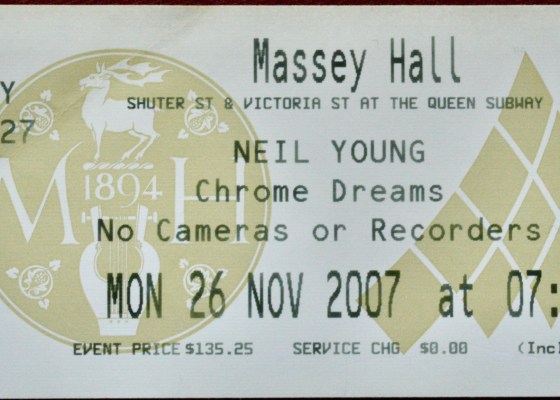 Massey Hall
SHUTER ST & VICTORIA ST AT THE QUEEN SUBWAY
Y
27
NEIL YOUNG
M 1894 H
Chrome Dreams
No Cameras or Recorders
MON 26 NOV 2007 at 07:
EVENT PRICE $135.25 SERVICE CHG $0.00 (Incl